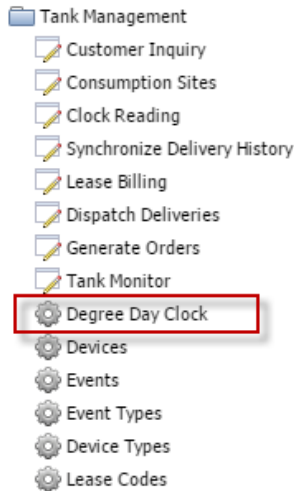 Tank Management
Customer Inquiry
Consumption Sites
Clock Reading
Synchronize Delivery History
Lease Billing
Dispatch Deliveries
Generate Orders
Tank Monitor
Degree Day Clock
Devices
Events
Event Types
Device Types
Lease Codes